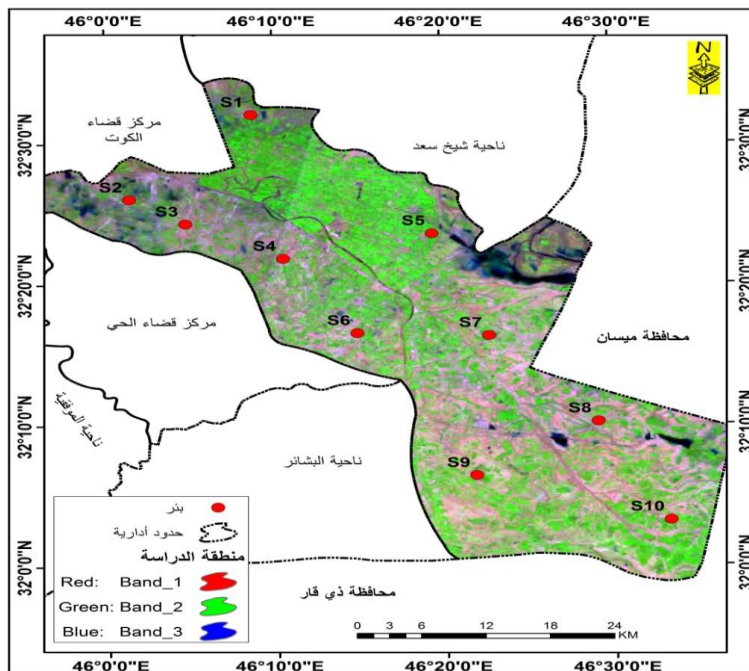 46°0'0"E 46°10'0"E 46°20'0"E 46°30'0"E
N
S1
مركز قضاء
الكوت
ناحية شيخ سعد
32°30'0"N 32°30'0"N
S2
S3
S5
S4
32°20'0"N 32°20'0"N
مركز قضاء الحي
S6
S7
محافظة ميسان
ناحية الموفقية
S8
32°10'0"N 32°10'0"N
ناحية البشائر
S9
S10
بئر
حدود أدارية
منطقة الدراسة
Red: Band_1
Green: Band_2
Blue: Band_3
32°0'0"N 32°0'0"N
محافظة ذي قار
0 3 6 12 18 24
KM
46°0'0"E 46°10'0"E 46°20'0"E 46°30'0"E